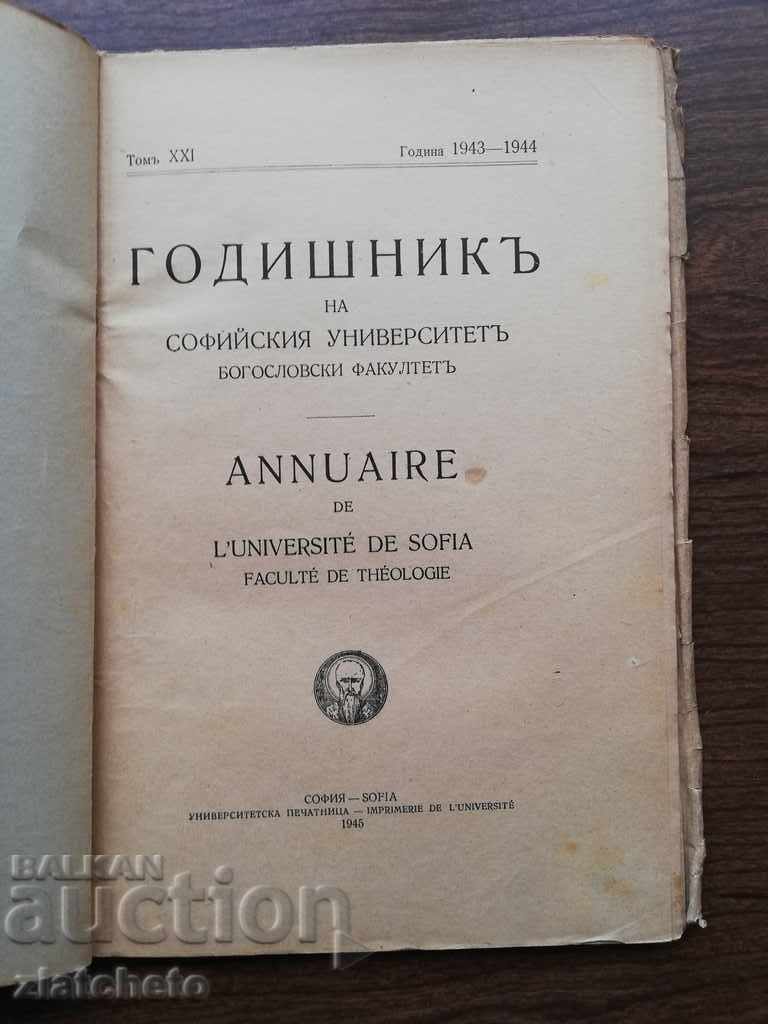 Томъ XXI Година 1943—1944
ГОДИШНИКЪ
НА
СОФИЙСКИЯ УНИВЕРСИТЕТЪ
БОГОСЛОВСКИ ФАКУЛТЕТЪ
ANNUAIRE
DE
L'UNIVERSITÉ DE SOFIA
FACULTÉ DE THÉOLOGIE
СОФИЯ — SOFIA
УНИВЕРСИТЕТСКА ПЕЧАТНИЦА — IMPRIMERIE DE L'UNIVERSITÉ
1945
BALKAN
auction
zlatcheto